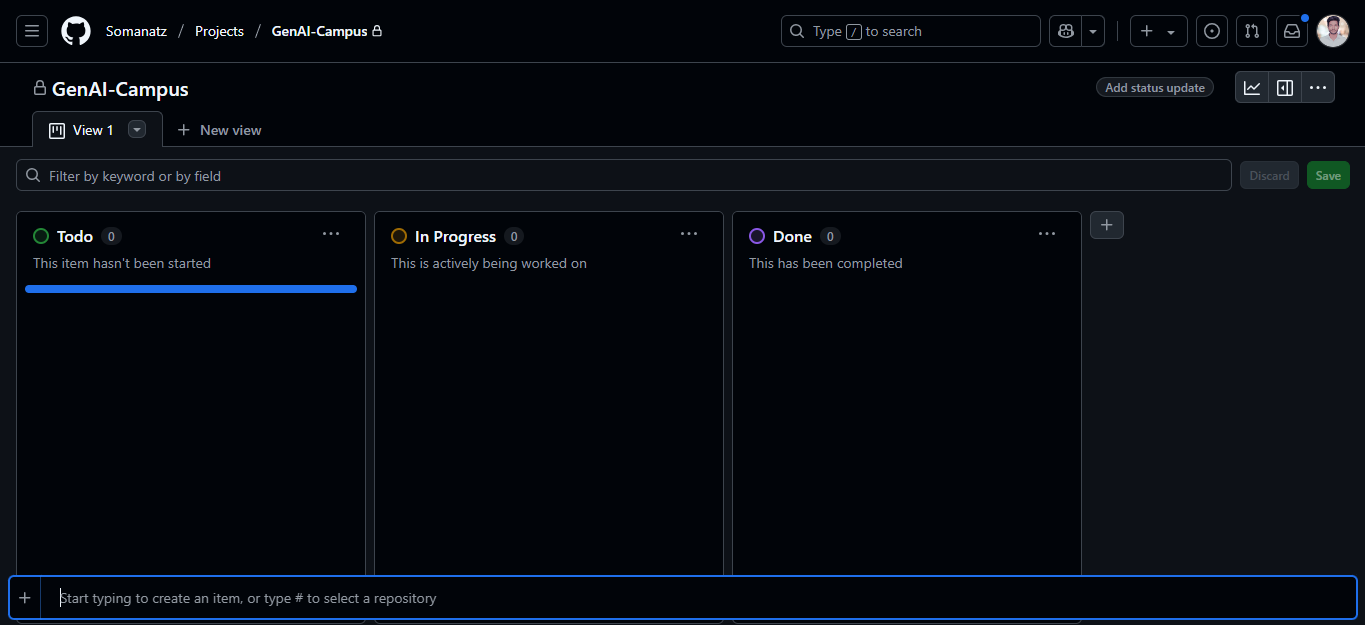 Somanatz / Projects / GenAI-Campus
Type / to search
GenAI-Campus
Add status update
View 1
New view
Filter by keyword or by field
Discard
Save
Todo 0
This item hasn't been started
In Progress 0
This is actively being worked on
Done 0
This has been completed
Start typing to create an item, or type # to select a repository